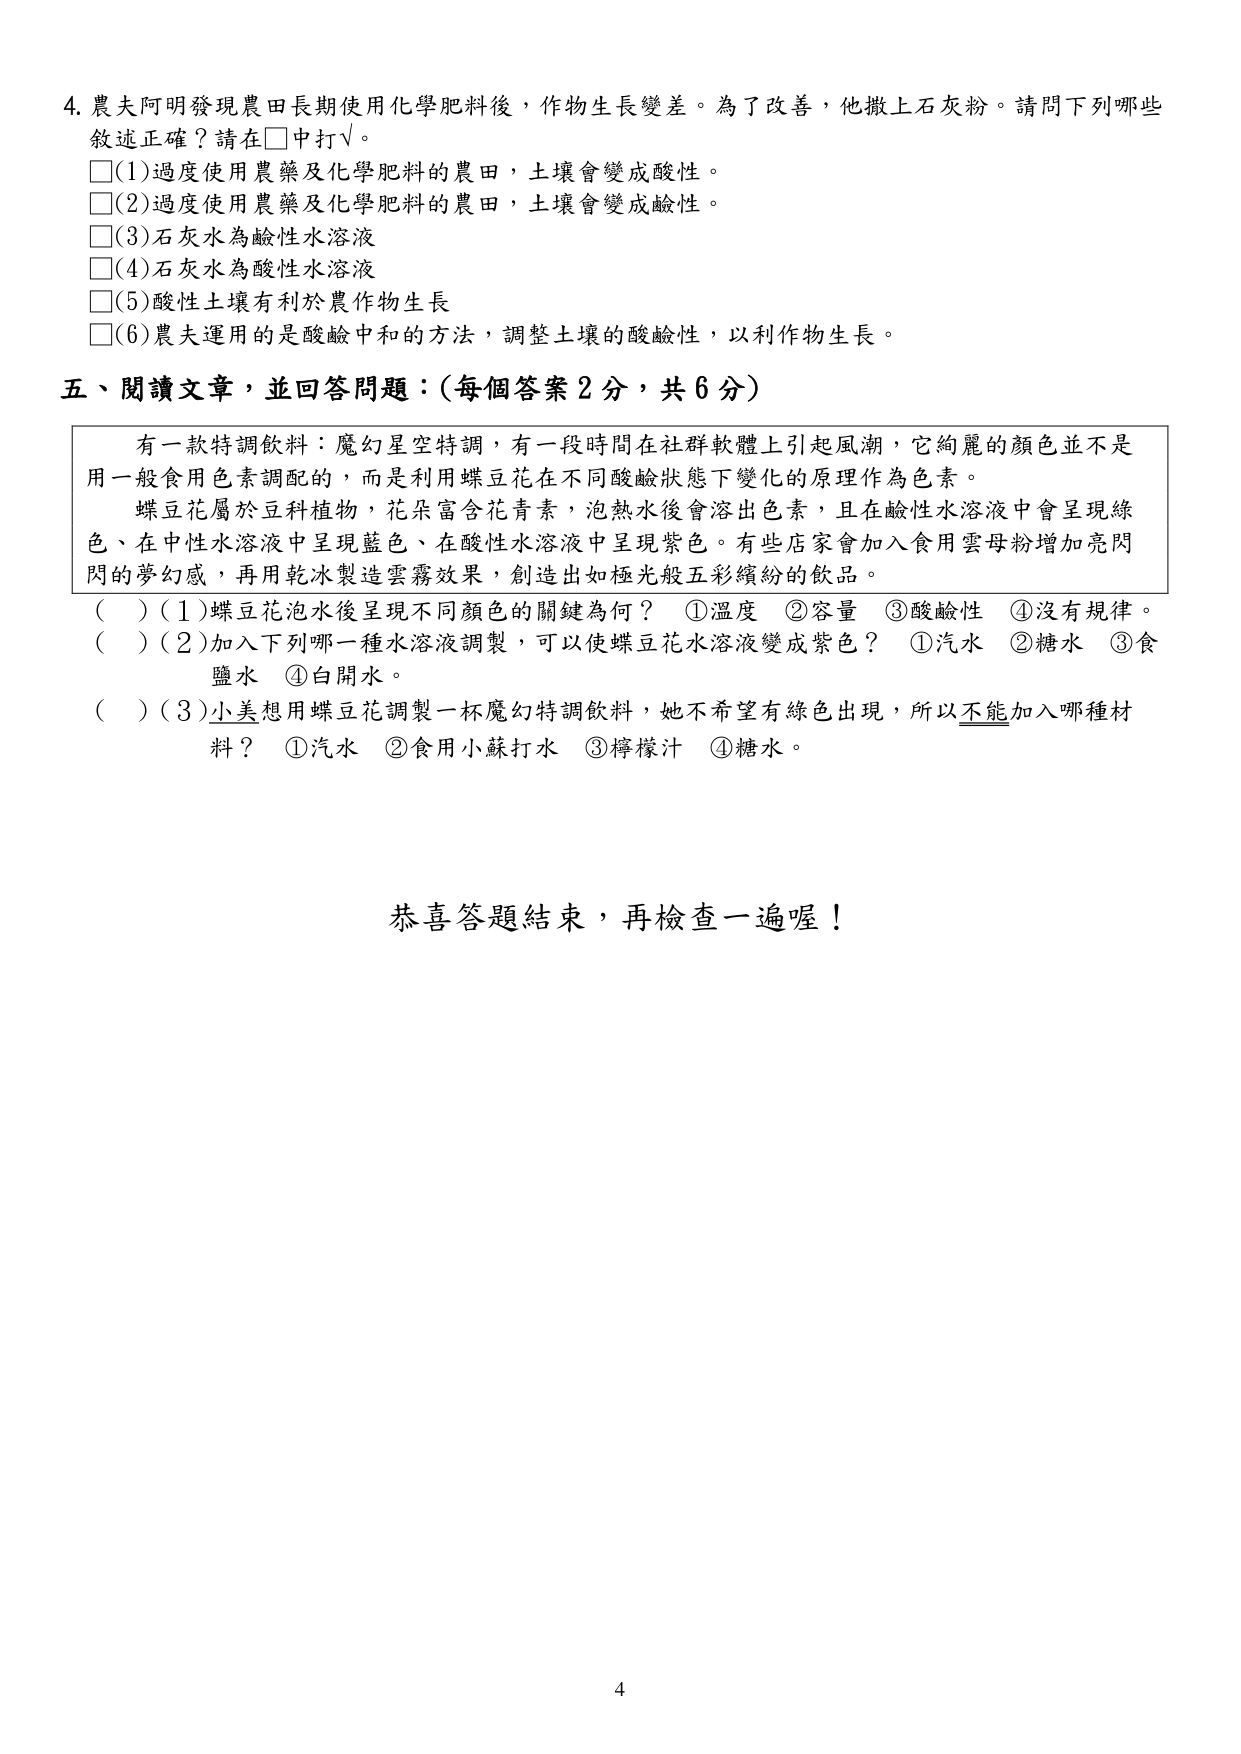 4. 農夫阿明發現農田長期使用化學肥料後，作物生長變差。為了改善，他撒上石灰粉。請問下列哪些
敘述正確？請在□中打√。
□(1)過度使用農藥及化學肥料的農田，土壤會變成酸性。
□(2)過度使用農藥及化學肥料的農田，土壤會變成鹼性。
□(3)石灰水為鹼性水溶液
□(4)石灰水為酸性水溶液
□(5)酸性土壤有利於農作物生長
□(6)農夫運用的是酸鹼中和的方法，調整土壤的酸鹼性，以利作物生長。
五、閱讀文章，並回答問題：(每個答案 2 分，共 6 分)
有一款特調飲料：魔幻星空特調，有一段時間在社群軟體上引起風潮，它絢麗的顏色並不是
用一般食用色素調配的，而是利用蝶豆花在不同酸鹼狀態下變化的原理作為色素。
蝶豆花屬於豆科植物，花朵富含花青素，泡熱水後會溶出色素，且在鹼性水溶液中會呈現綠
色、在中性水溶液中呈現藍色、在酸性水溶液中呈現紫色。有些店家會加入食用雲母粉增加亮閃
閃的夢幻感，再用乾冰製造雲霧效果，創造出如極光般五彩繽紛的飲品。
（　）(１)蝶豆花泡水後呈現不同顏色的關鍵為何？　①溫度　②容量　③酸鹼性　④沒有規律。
（　）(２)加入下列哪一種水溶液調製，可以使蝶豆花水溶液變成紫色？　①汽水　②糖水　③食
鹽水　④白開水。
（　）(３)小美想用蝶豆花調製一杯魔幻特調飲料，她不希望有綠色出現，所以不能加入哪種材
料？　①汽水　②食用小蘇打水　③檸檬汁　④糖水。
恭喜答題結束，再檢查一遍喔！
4